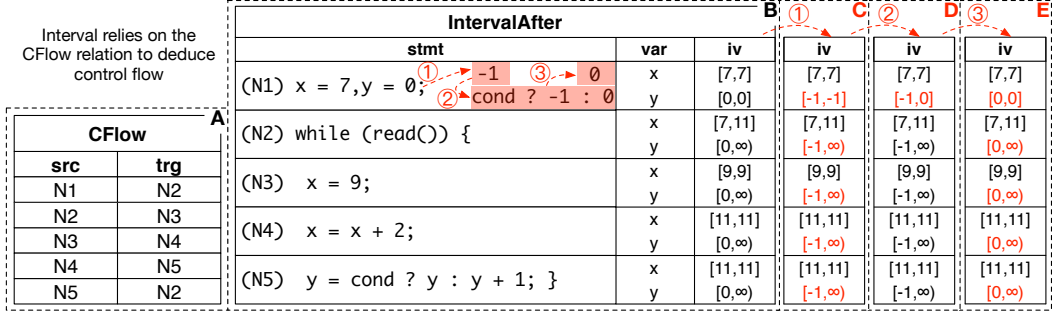 Interval relies on the
CFlow relation to deduce
control flow
A
CFlow
src trg
N1 N2
N2 N3
N3 N4
N4 N5
N5 N2
B ① C ② D ③ E
IntervalAfter
stmt var iv iv iv iv
(N1) x = 7,y = 0; ① -1 ③ 0 x [7,7] [7,7] [7,7] [7,7]
② cond ? -1 : 0 y [0,0] [-1,-1] [-1,0] [0,0]
(N2) while (read()) { x [7,11] [7,11] [7,11] [7,11]
y [0,∞) [-1,∞) [-1,∞) [0,∞)
(N3) x = 9; x [9,9] [9,9] [9,9] [9,9]
y [0,∞) [-1,∞) [-1,∞) [0,∞)
(N4) x = x + 2; x [11,11] [11,11] [11,11] [11,11]
y [0,∞) [-1,∞) [-1,∞) [0,∞)
(N5) y = cond ? y : y + 1; } x [11,11] [11,11] [11,11] [11,11]
y [0,∞) [-1,∞) [-1,∞) [0,∞)